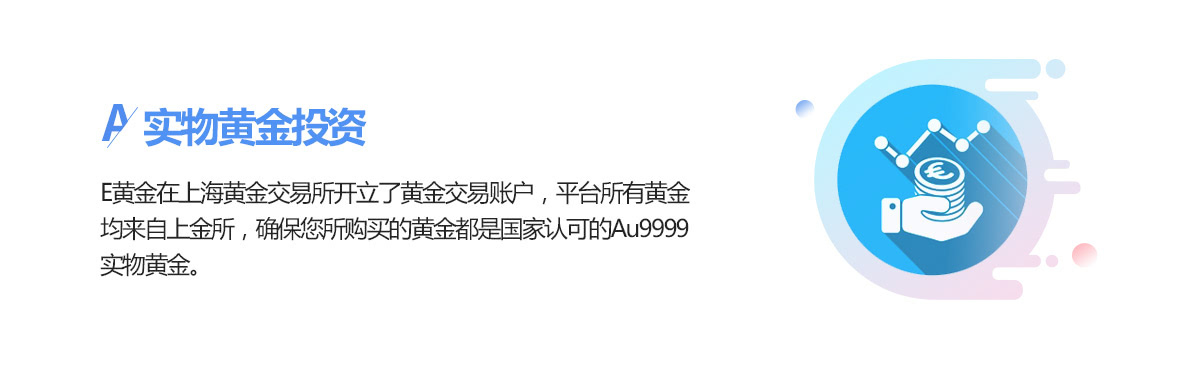 A 实物黄金投资
E黄金在上海黄金交易所开立了黄金交易账户，平台所有黄金
均来自上金所，确保您所购买的黄金都是国家认可的Au9999
实物黄金。
€